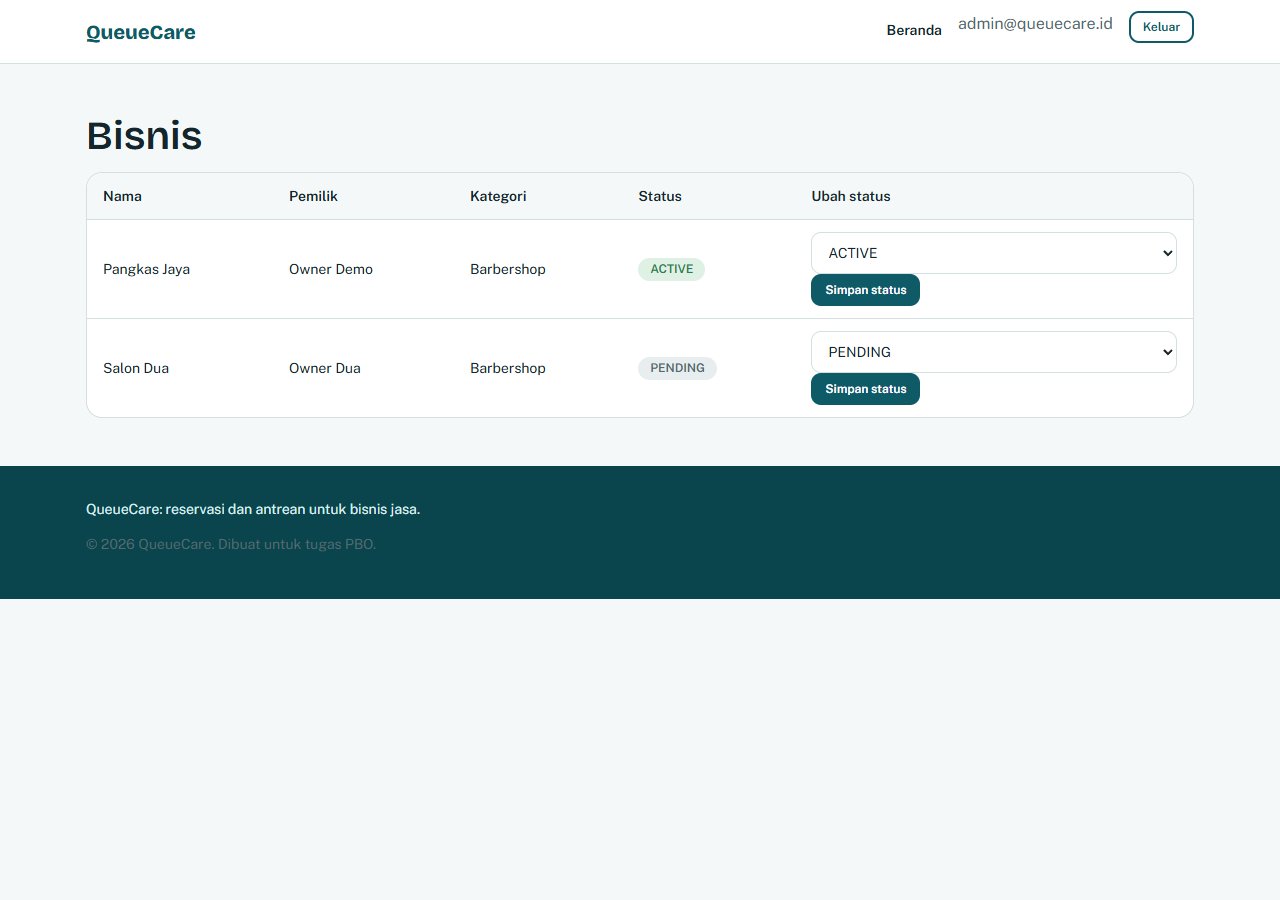 QueueCare
Beranda admin@queuecare.id Keluar
Bisnis
Nama Pemilik Kategori Status Ubah status
Pangkas Jaya Owner Demo Barbershop ACTIVE ACTIVE
Simpan status
Salon Dua Owner Dua Barbershop PENDING PENDING
Simpan status
QueueCare: reservasi dan antrean untuk bisnis jasa.
© 2026 QueueCare. Dibuat untuk tugas PBO.